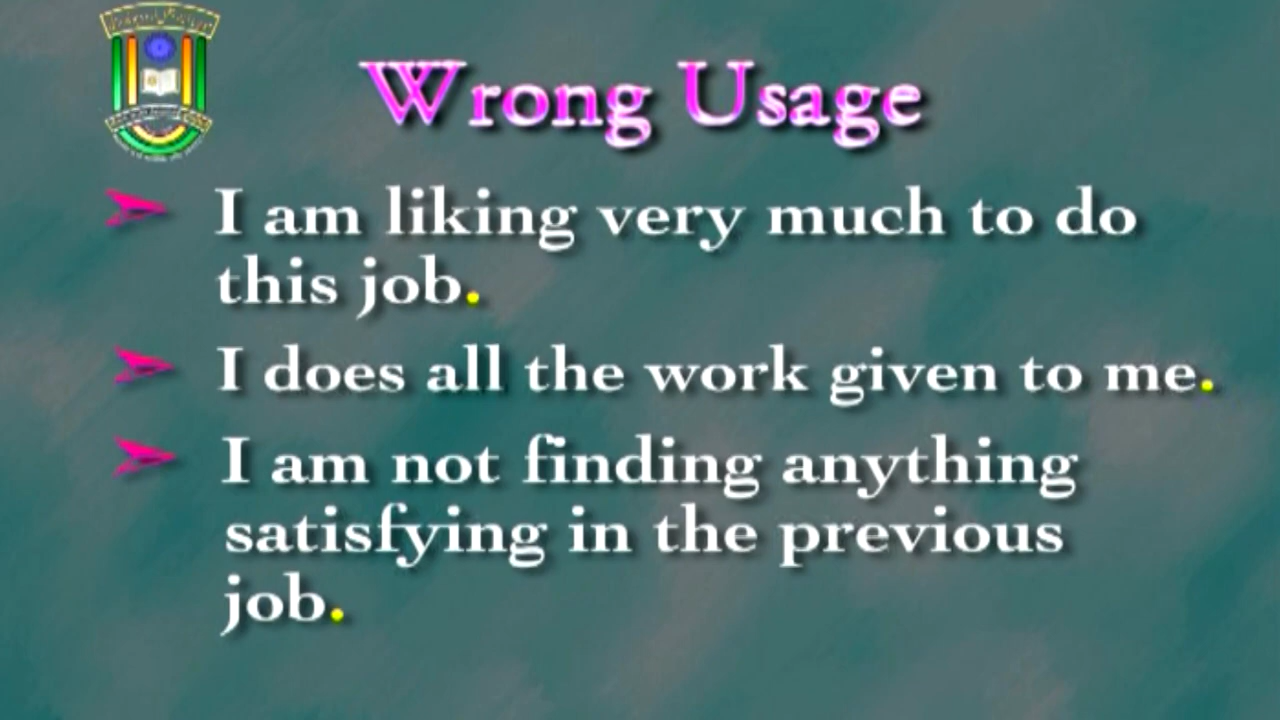 Wrong Usage
I am liking very much to do
this job.
I does all the work given to me.
I am not finding anything
satisfying in the previous
job.